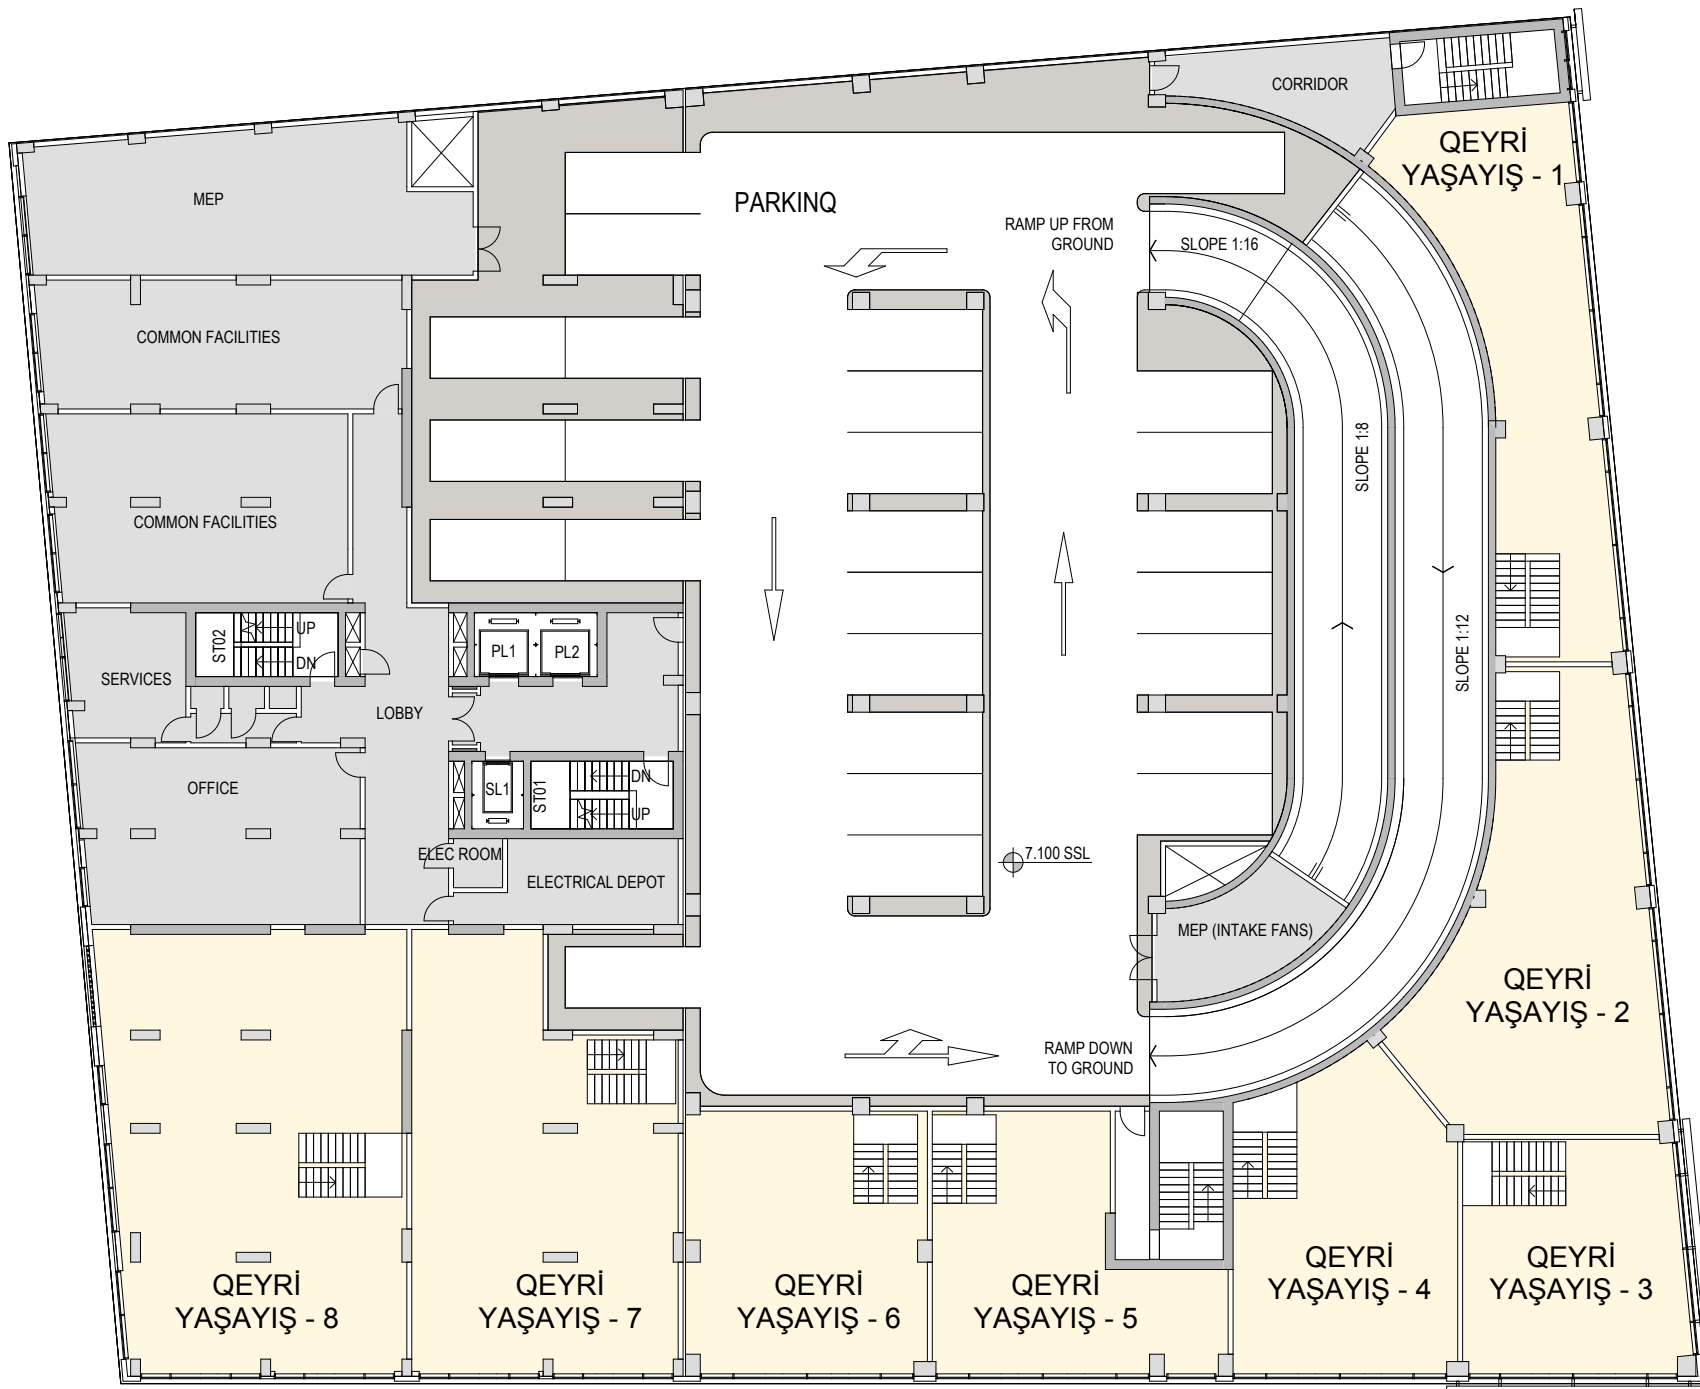 CORRIDOR
QEYRİ
YAŞAYIŞ - 1
MEP
PARKINQ
RAMP UP FROM
GROUND
SLOPE 1:16
COMMON FACILITIES
SLOPE 1:8
COMMON FACILITIES
ST02
UP
DN
PL1
PL2
SLOPE 1:12
SERVICES
LOBBY
OFFICE
SL1
ST01
DN
UP
ELEC ROOM
7.100 SSL
ELECTRICAL DEPOT
MEP (INTAKE FANS)
QEYRİ
YAŞAYIŞ - 2
RAMP DOWN
TO GROUND
QEYRİ
YAŞAYIŞ - 8
QEYRİ
YAŞAYIŞ - 7
QEYRİ
YAŞAYIŞ - 6
QEYRİ
YAŞAYIŞ - 5
QEYRİ
YAŞAYIŞ - 4
QEYRİ
YAŞAYIŞ - 3